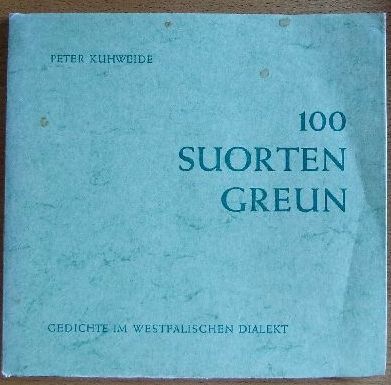 PETER KUHWEIDE
100
SUORTEN
GREUN
GEDICHTE IM WESTFÄLISCHEN DIALEKT